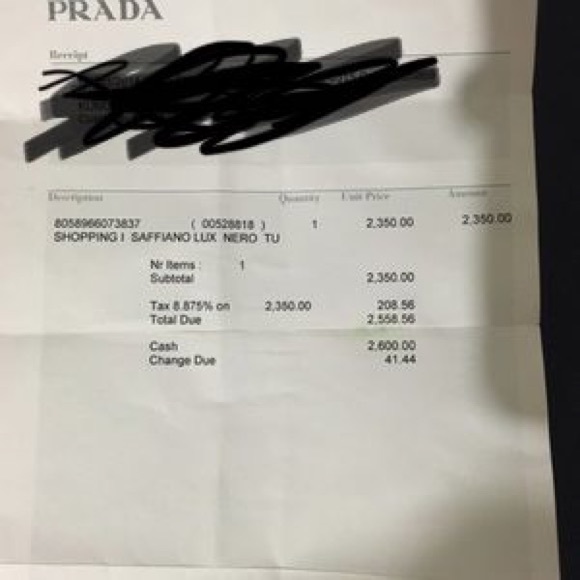 PRADA
Receipt
Description Quantity Unit Price Amount
8058966073837 ( 00528818 ) 1 2,350.00 2,350.00
SHOPPING I SAFFIANO LUX NERO TU
Nr Items : 1
Subtotal 2,350.00
Tax 8.875% on 2,350.00 208.56
Total Due 2,558.56
Cash 2,600.00
Change Due 41.44